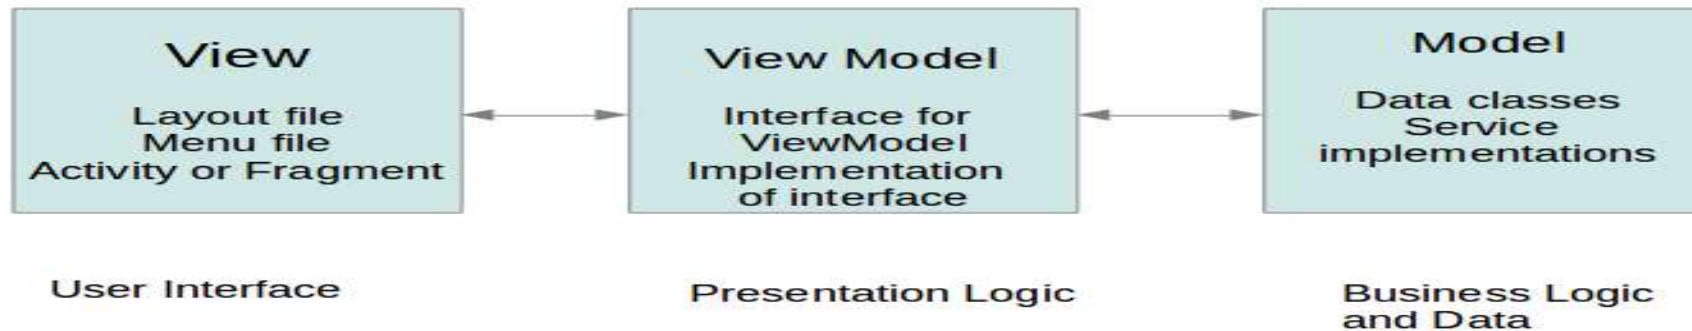 View
Layout file
Menu file
Activity or Fragment
View Model
Interface for
ViewModel
Implementation
of interface
Model
Data classes
Service
implementations
User Interface
Presentation Logic
Business Logic
and Data